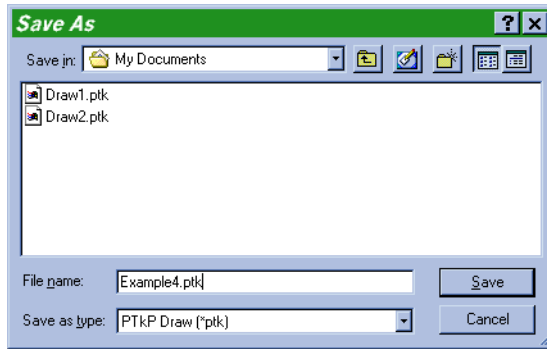 Save As
Save in: My Documents
Draw1.ptk
Draw2.ptk
File name: Example4.ptk Save
Save as type: PTkP Draw (*ptk) Cancel